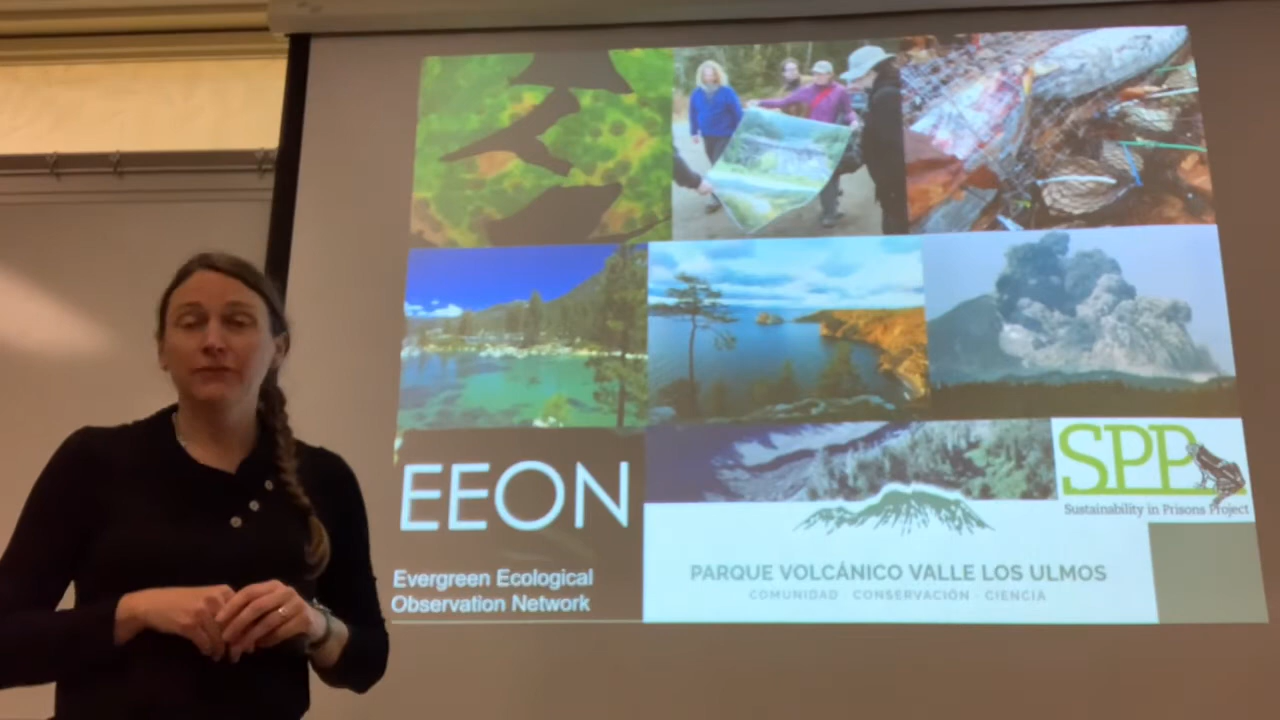 EEON
Evergreen Ecological
Observation Network
PARQUE VOLCÁNICO VALLE LOS ULMOS
COMUNIDAD · CONSERVACIÓN · CIENCIA
SPP
Sustainability in Prisons Project